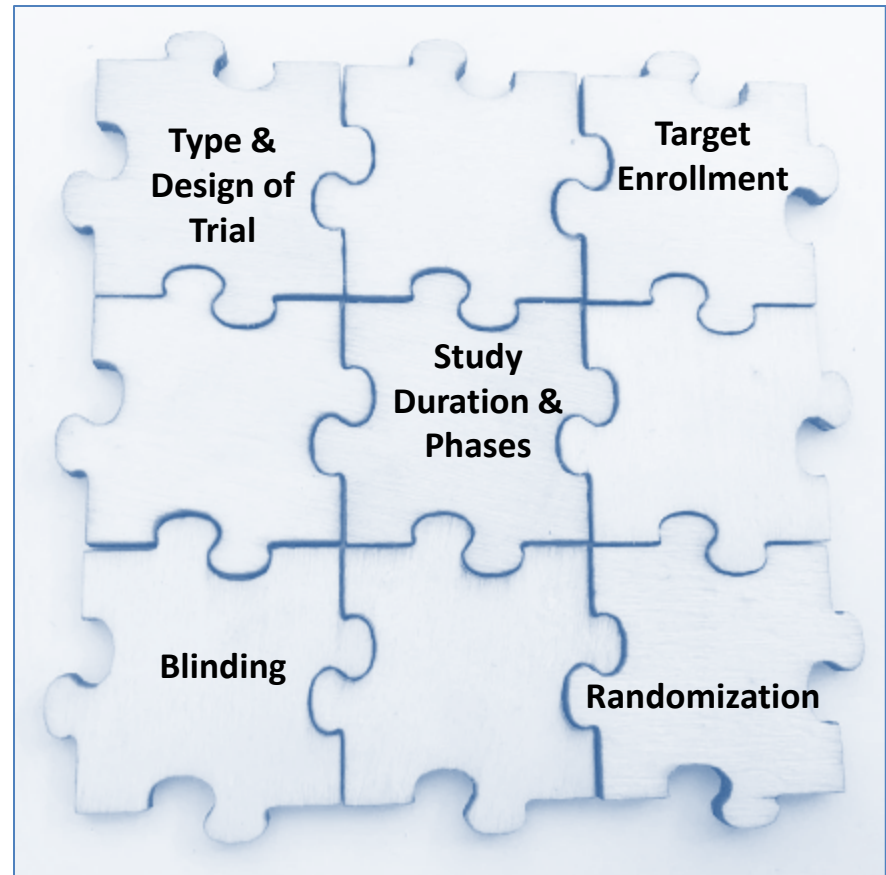 Type &
Design of
Trial
Target
Enrollment
Study
Duration &
Phases
Blinding
Randomization